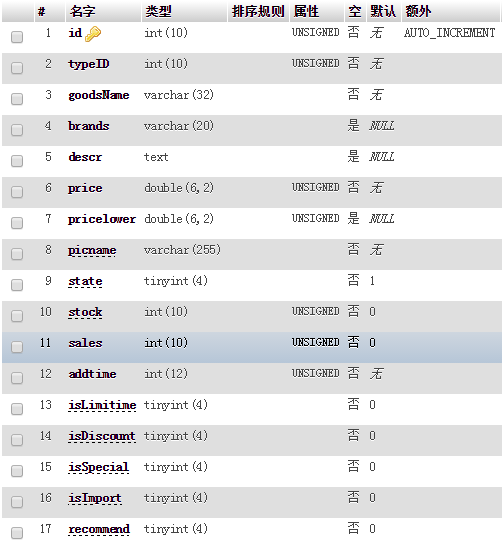 # 名字 类型 排序规则 属性 空 默认 额外
1 id int(10) UNSIGNED 否 无 AUTO_INCREMENT
2 typeID int(10) UNSIGNED 否 无
3 goodsName varchar(32) 否 无
4 brands varchar(20) 是 NULL
5 descr text 是 NULL
6 price double(6,2) UNSIGNED 否 无
7 pricelower double(6,2) UNSIGNED 是 NULL
8 picname varchar(255) 否 无
9 state tinyint(4) 否 1
10 stock int(10) UNSIGNED 否 0
11 sales int(10) UNSIGNED 否 0
12 addtime int(12) UNSIGNED 否 无
13 isLimitime tinyint(4) 否 0
14 isDiscount tinyint(4) 否 0
15 isSpecial tinyint(4) 否 0
16 isImport tinyint(4) 否 0
17 recommend tinyint(4) 否 0